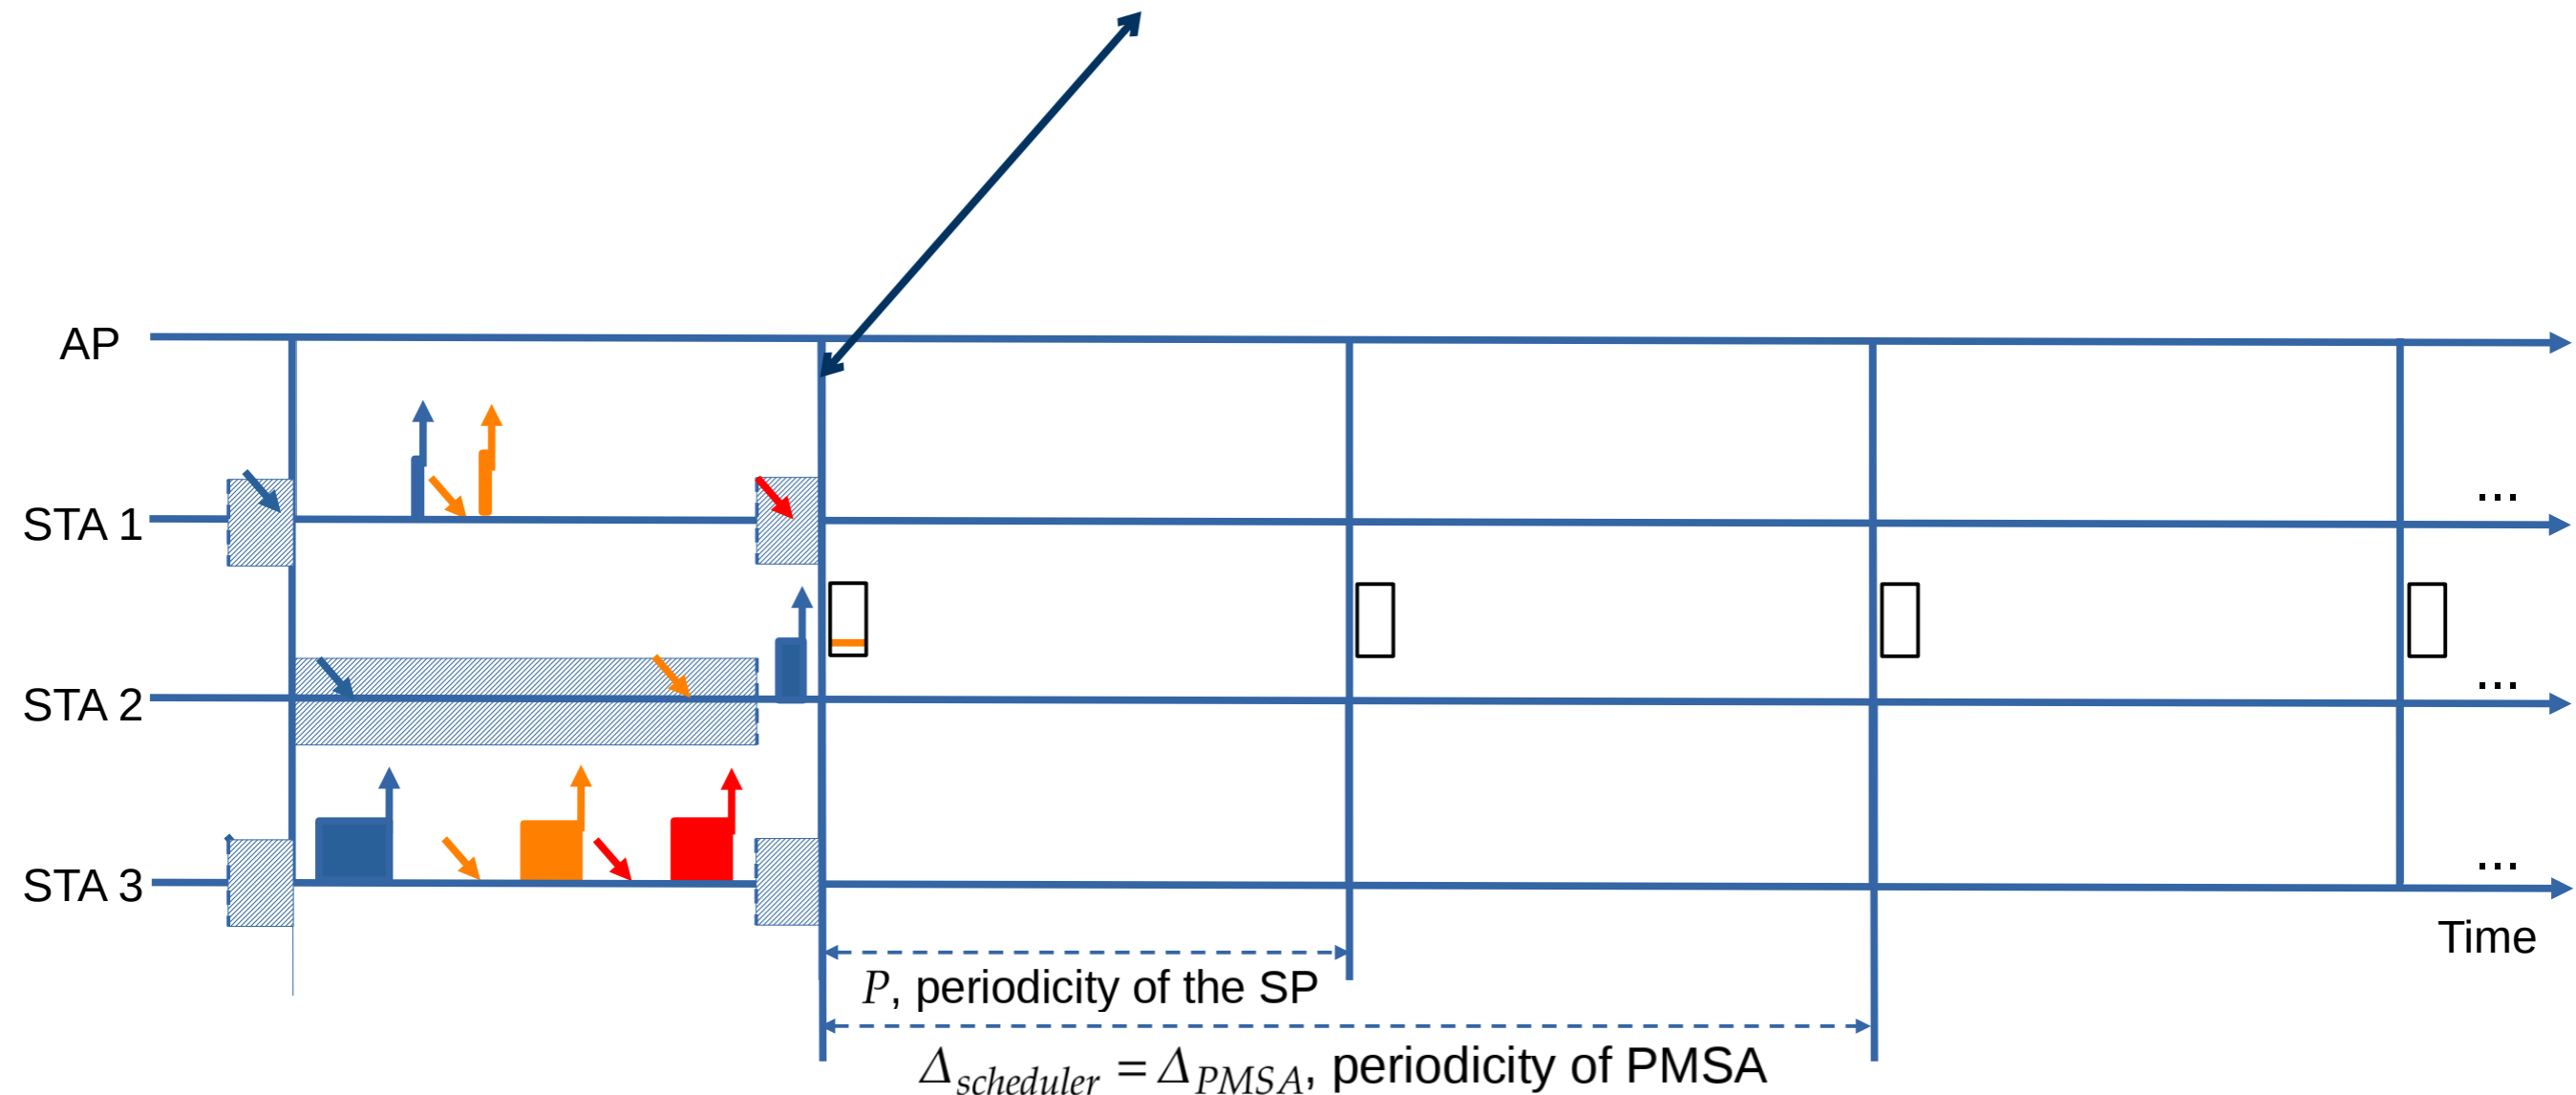 AP
STA 1
...
STA 2
...
STA 3
...
Time
P, periodicity of the SP
Δscheduler = ΔPMSA, periodicity of PMSA